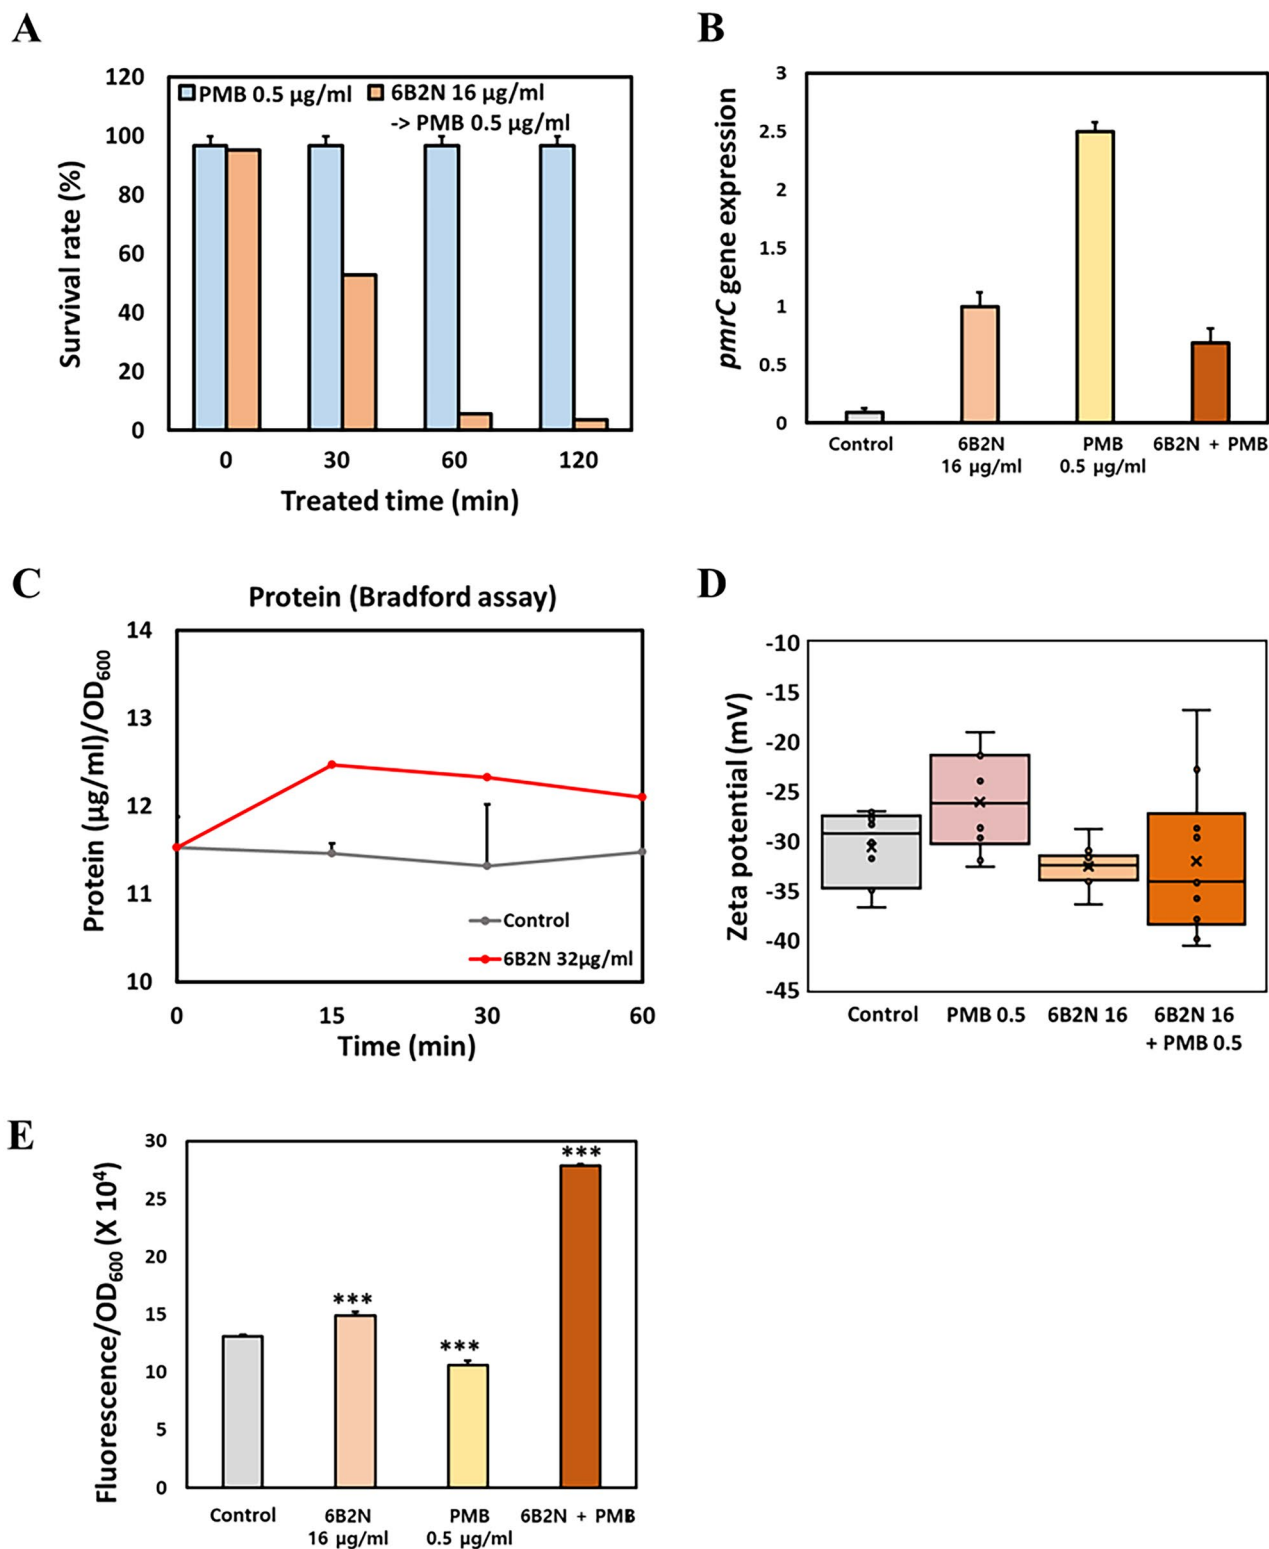 A
120
100
80
60
40
20
0
Survival rate (%)
PMB 0.5 µg/ml
6B2N 16 µg/ml
-> PMB 0.5 µg/ml
0 30 60 120
Treated time (min)
B
3
2.5
2
1.5
1
0.5
0
pmrC gene expression
Control
6B2N
16 µg/ml
PMB
0.5 µg/ml
6B2N + PMB
C
Protein (Bradford assay)
14
13
12
11
10
Protein (µg/ml)/OD600
Control
6B2N 32µg/ml
0 15 30 60
Time (min)
D
-10
-15
-20
-25
-30
-35
-40
-45
Zeta potential (mV)
Control
PMB 0.5
6B2N 16
6B2N 16
+ PMB 0.5
E
30
25
20
15
10
5
0
Fluorescence/OD600 (X 10⁴)
***
***
***
Control
6B2N
16 µg/ml
PMB
0.5 µg/ml
6B2N + PMB